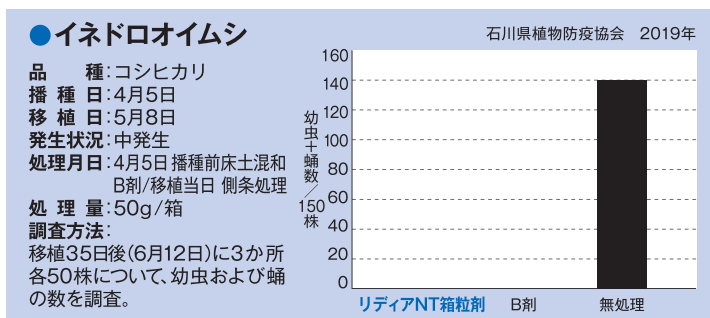 ●イネドロオイムシ
石川県植物防疫協会 2019年
品種：コシヒカリ
播種日：4月5日
移植日：5月8日
発生状況：中発生
処理月日：4月5日 播種前床土混和
B剤/移植当日 側条処理
処理量：50g/箱
調査方法：
移植35日後（6月12日）に3か所
各50株について、幼虫および蛹
の数を調査。
幼虫＋蛹数／150株
160
140
120
100
80
60
40
20
0
リディアNT箱粒剤 B剤 無処理